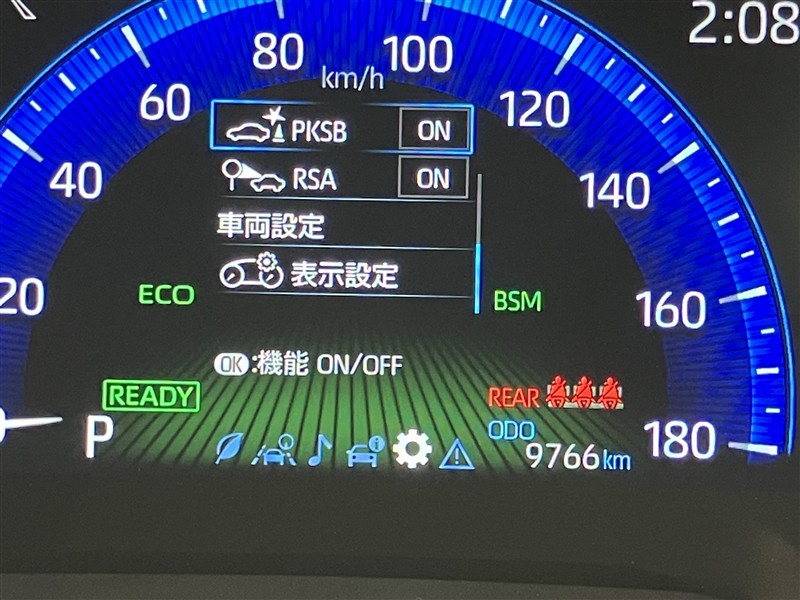 2:08
80
100
km/h
60
120
PKSB ON
40
RSA ON
140
車両設定
表示設定
20
ECO
BSM
160
OK:機能 ON/OFF
READY
REAR
P
ODO
180
9766km